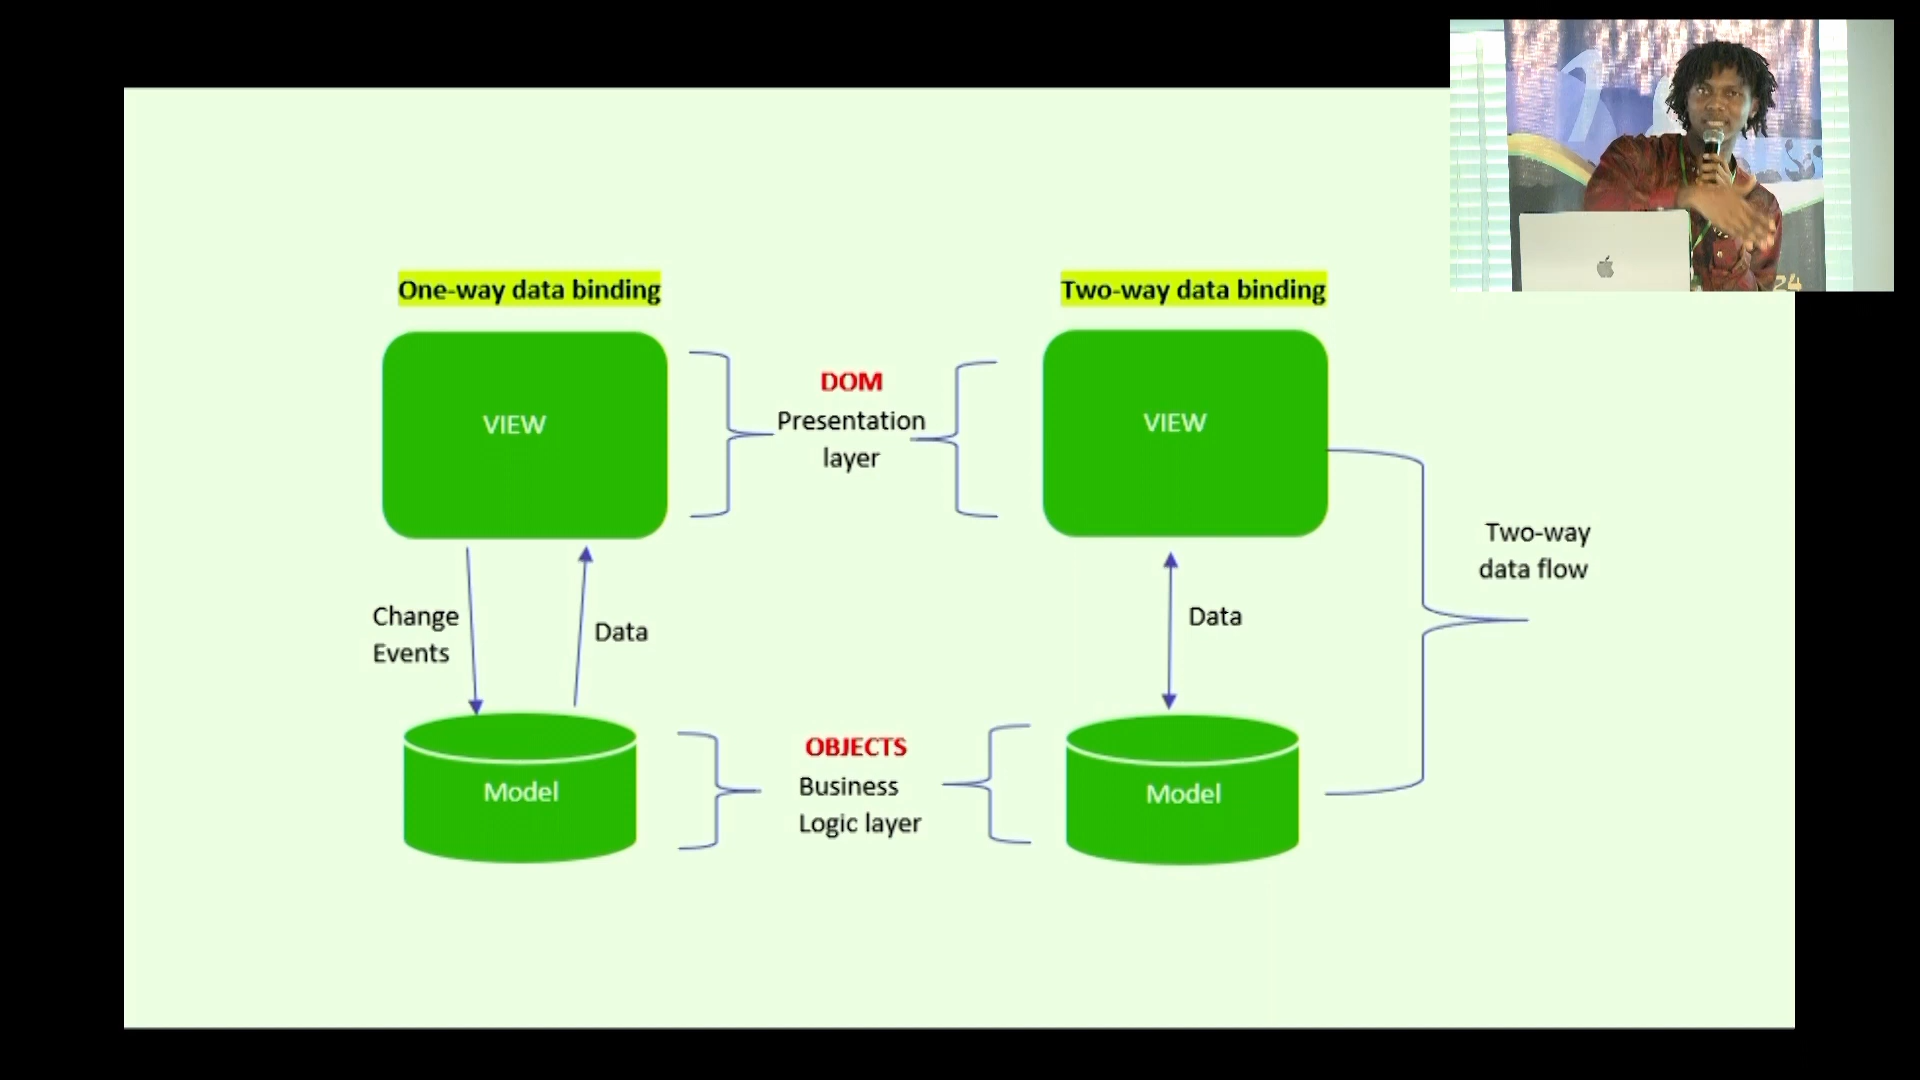 One-way data binding
Two-way data binding
VIEW
DOM
Presentation
layer
VIEW
Two-way
data flow
Change
Events
Data
Data
Model
OBJECTS
Business
Logic layer
Model
24